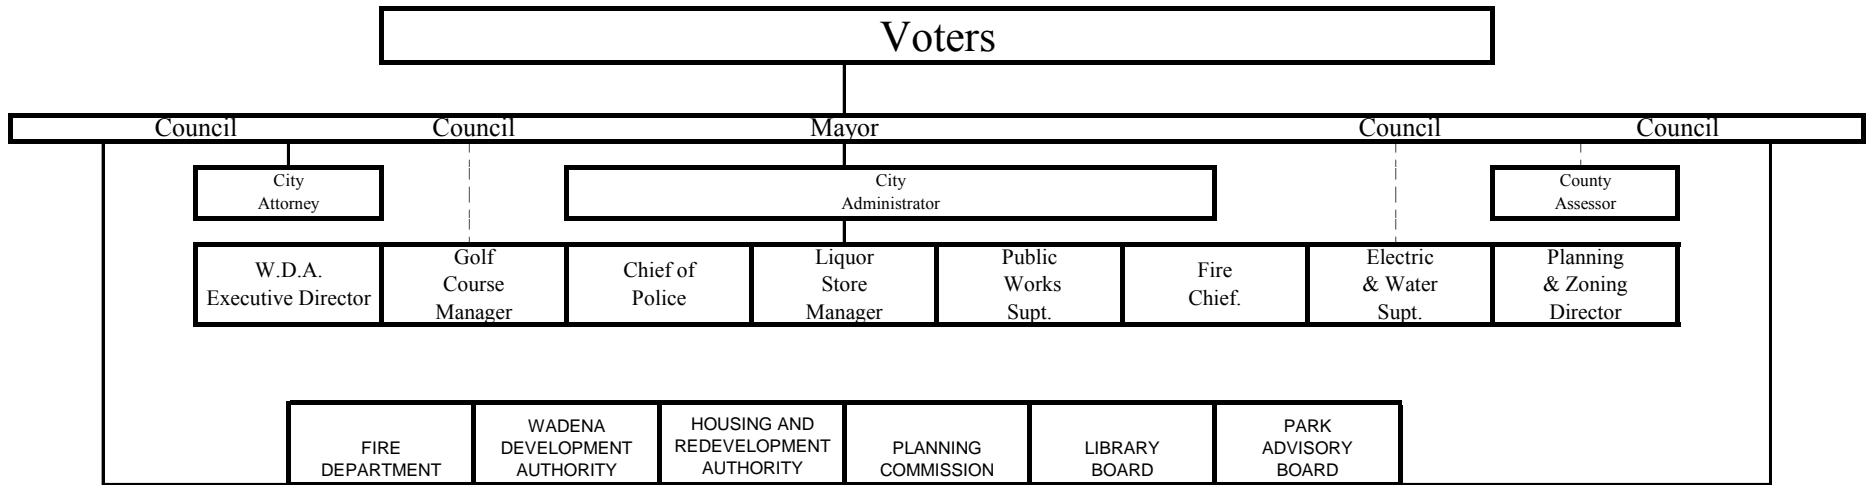 Voters
Council Council Mayor Council Council
City
Attorney
City
Administrator
County
Assessor
W.D.A.
Executive Director
Golf
Course
Manager
Chief of
Police
Liquor
Store
Manager
Public
Works
Supt.
Fire
Chief.
Electric
& Water
Supt.
Planning
& Zoning
Director
FIRE
DEPARTMENT
WADENA
DEVELOPMENT
AUTHORITY
HOUSING AND
REDEVELOPMENT
AUTHORITY
PLANNING
COMMISSION
LIBRARY
BOARD
PARK
ADVISORY
BOARD